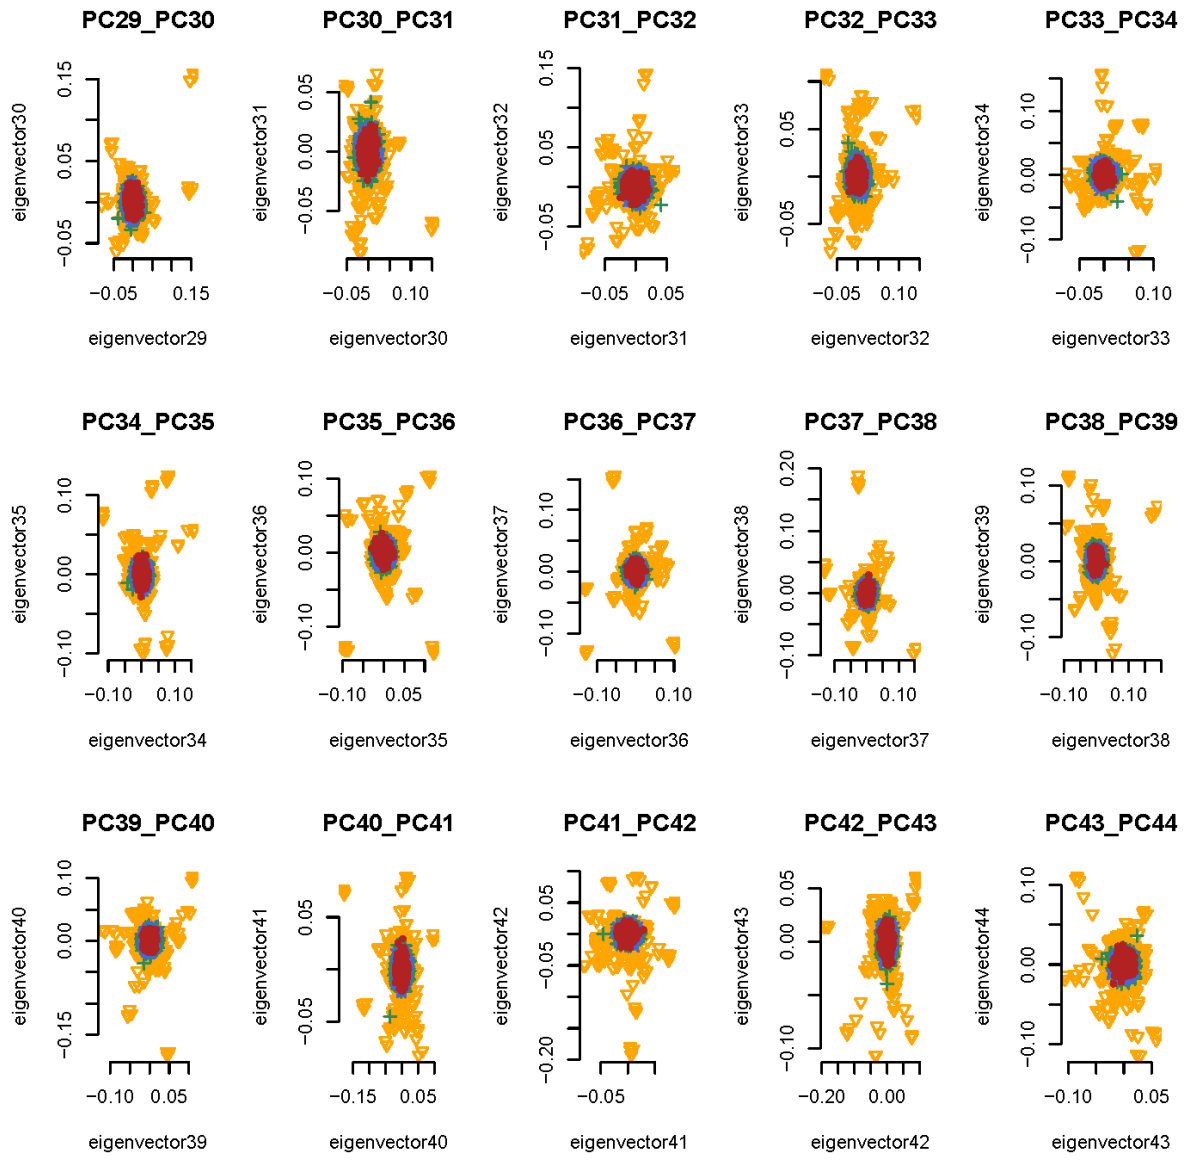 PC29_PC30
eigenvector30
0.15
0.05
−0.05
−0.05 0.15
eigenvector29
PC30_PC31
eigenvector31
0.05
0.00
−0.05
−0.05 0.10
eigenvector30
PC31_PC32
eigenvector32
0.15
0.05
−0.05
−0.05 0.05
eigenvector31
PC32_PC33
eigenvector33
0.05
−0.05
−0.05 0.10
eigenvector32
PC33_PC34
eigenvector34
0.10
0.00
−0.10
−0.05 0.10
eigenvector33
PC34_PC35
eigenvector35
0.10
0.00
−0.10
−0.10 0.10
eigenvector34
PC35_PC36
eigenvector36
0.10
0.00
−0.10
−0.10 0.05
eigenvector35
PC36_PC37
eigenvector37
0.10
0.00
−0.10
−0.10 0.00 0.10
eigenvector36
PC37_PC38
eigenvector38
0.20
0.10
0.00
−0.10
−0.10 0.10
eigenvector37
PC38_PC39
eigenvector39
0.10
0.00
−0.10
−0.10 0.10
eigenvector38
PC39_PC40
eigenvector40
0.10
0.00
−0.15
−0.10 0.05
eigenvector39
PC40_PC41
eigenvector41
0.05
−0.05
−0.15 0.05
eigenvector40
PC41_PC42
eigenvector42
0.05
−0.05
−0.20
−0.05
eigenvector41
PC42_PC43
eigenvector43
0.05
0.00
−0.10
−0.20 0.00
eigenvector42
PC43_PC44
eigenvector44
0.10
0.00
−0.10
−0.10 0.05
eigenvector43